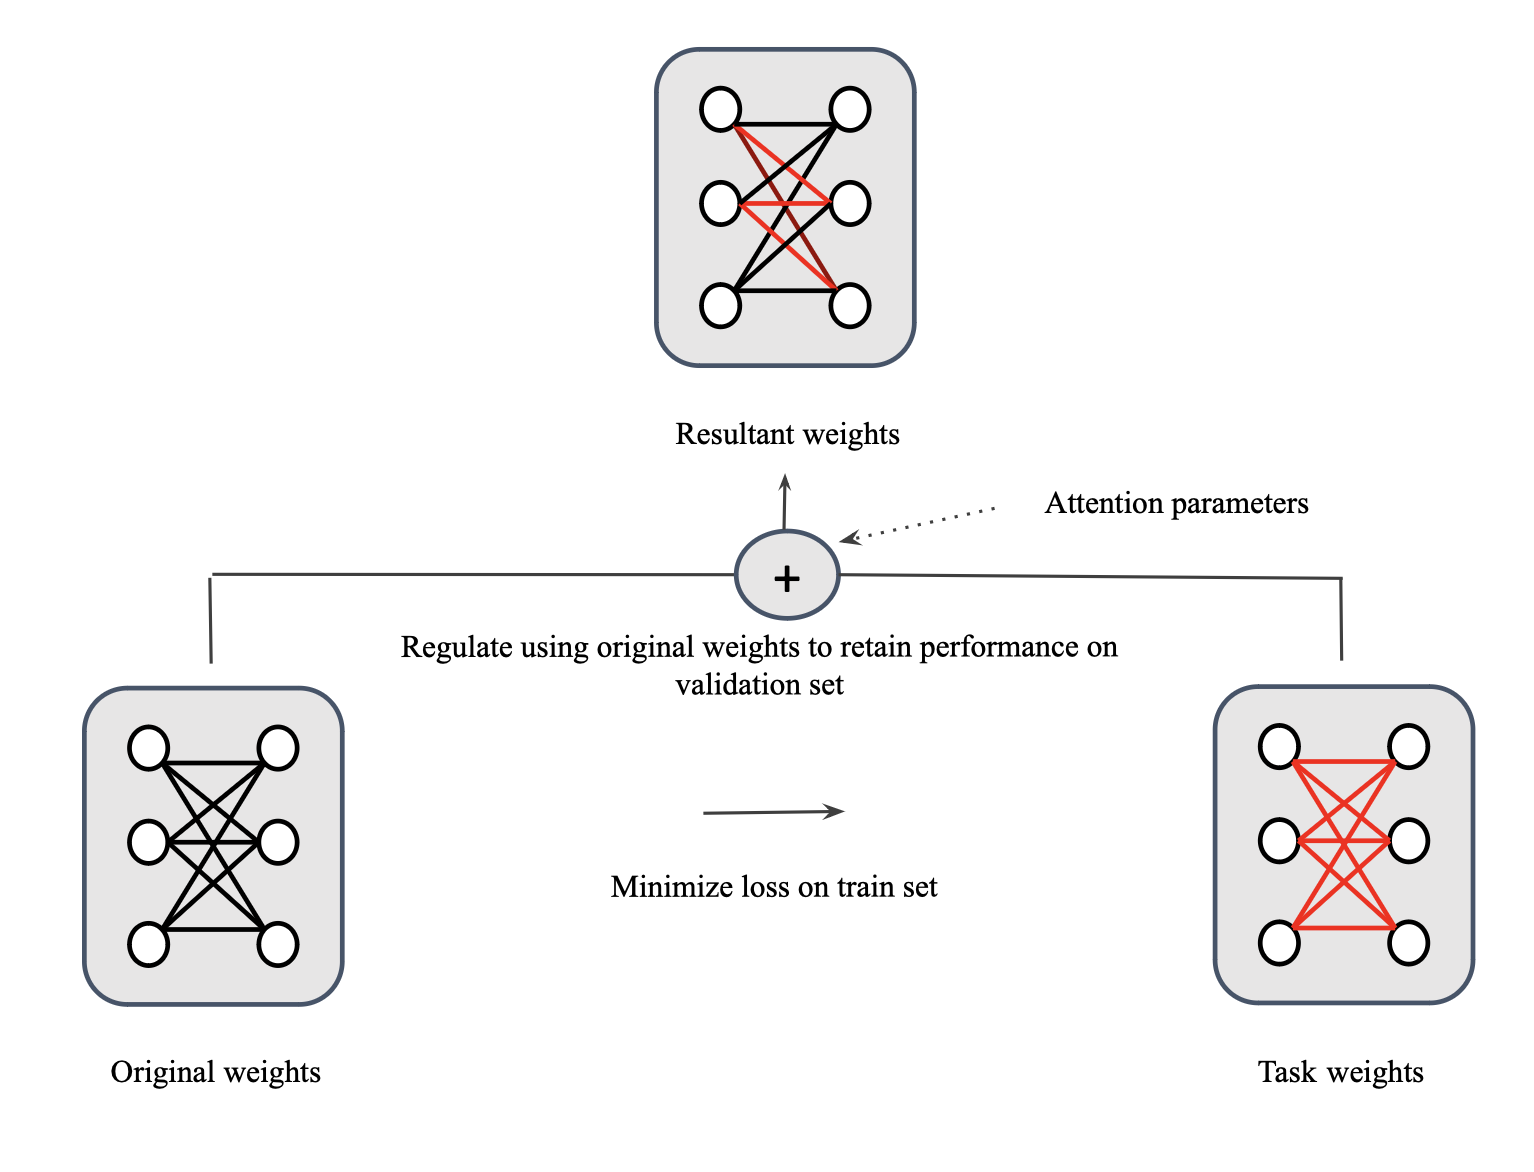 Resultant weights
Attention parameters
+
Regulate using original weights to retain performance on
validation set
Minimize loss on train set
Original weights
Task weights